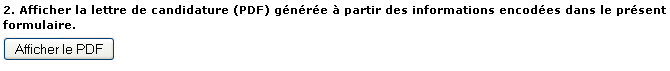 2. Afficher la lettre de candidature (PDF) générée à partir des informations encodées dans le présent
formulaire.
Afficher le PDF